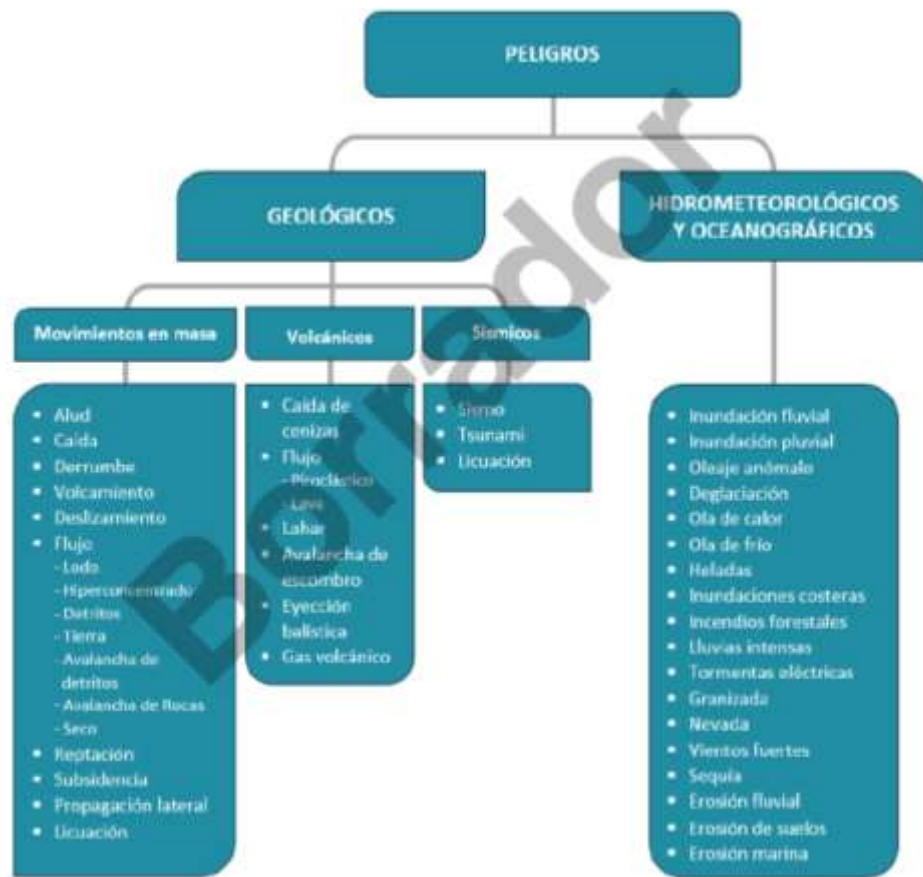 PELIGROS
GEOLÓGICOS
HIDROMETEOROLÓGICOS
Y OCEANOGRÁFICOS
Movimientos en masa
Volcánicos
Sísmicos
• Alud
• Caída
• Derrumbe
• Volcamiento
• Deslizamiento
• Flujo
- Lodo
- Hiperconcentrado
- Detritos
- Tierra
- Avalancha de
detritos
- Avalancha de Rocas
- Seco
• Reptación
• Subsidencia
• Propagación lateral
• Licuación
• Caída de
cenizas
• Flujo
- Piroclástico
- Lava
• Lahar
• Avalancha de
escombro
• Eyección
balística
• Gas volcánico
• Sismo
• Tsunami
• Licuación
• Inundación fluvial
• Inundación pluvial
• Oleaje anómalo
• Deglaciación
• Ola de calor
• Ola de frío
• Heladas
• Inundaciones costeras
• Incendios forestales
• Lluvias intensas
• Tormentas eléctricas
• Granizada
• Nevada
• Vientos fuertes
• Sequía
• Erosión fluvial
• Erosión de suelos
• Erosión marina
Borrador